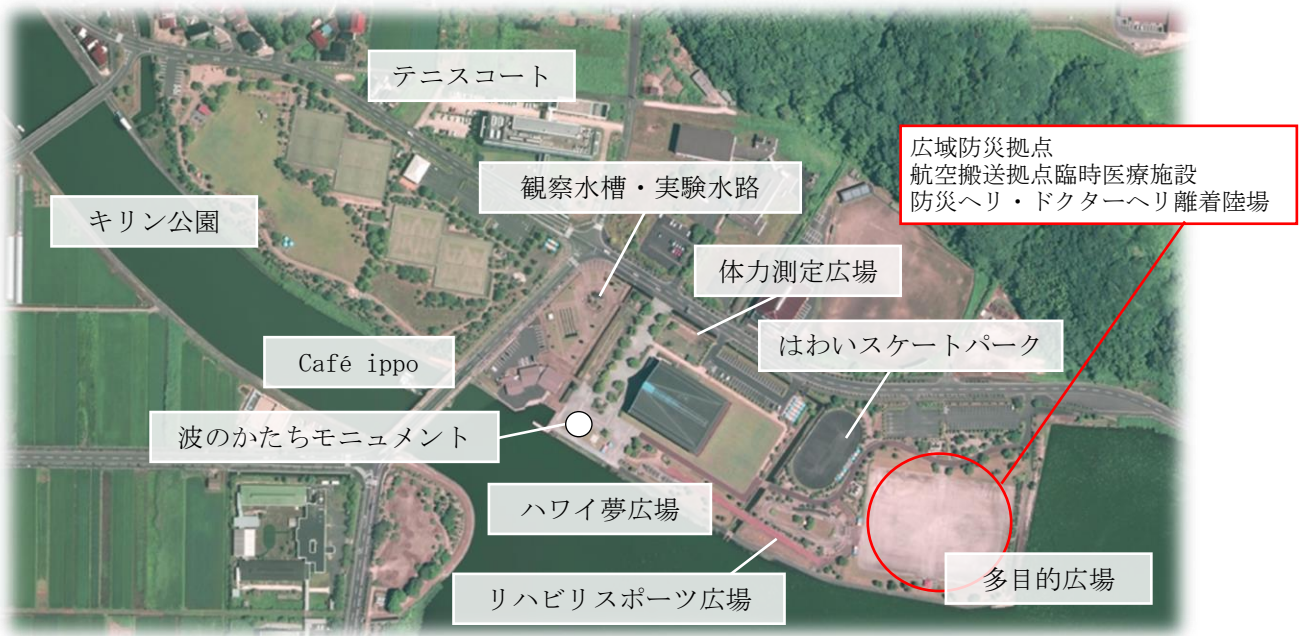 テニスコート
広域防災拠点
航空搬送拠点臨時医療施設
防災ヘリ・ドクターヘリ離着陸場
観察水槽・実験水路
キリン公園
体力測定広場
はわいスケートパーク
Café ippo
波のかたちモニュメント
ハワイ夢広場
リハビリスポーツ広場
多目的広場